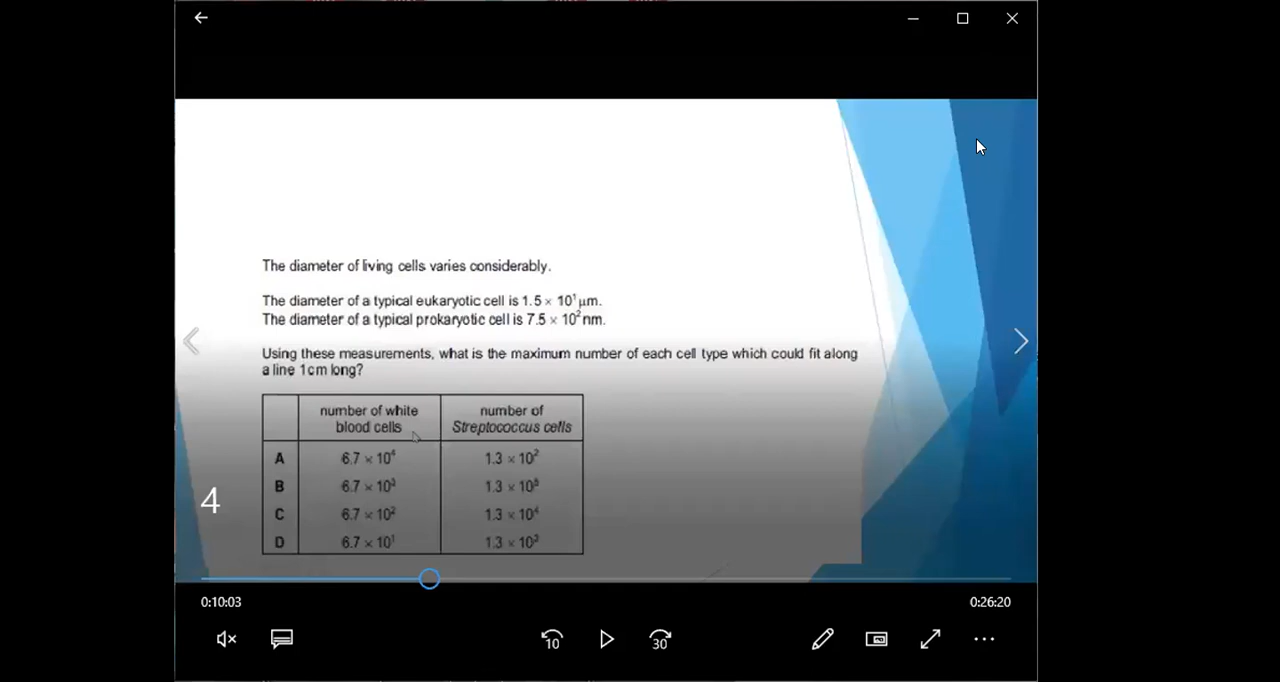 The diameter of living cells varies considerably.
The diameter of a typical eukaryotic cell is 1.5 × 10¹ μm.
The diameter of a typical prokaryotic cell is 7.5 × 10² nm.
Using these measurements, what is the maximum number of each cell type which could fit along
a line 1 cm long?
number of white blood cells number of Streptococcus cells
A 6.7 × 10⁴ 1.3 × 10²
B 6.7 × 10³ 1.3 ×
C 6.7 × 10² 1.3 × 10⁴
D 6.7 × 10¹ 1.3 ×
4
0:10:03 0:26:20
10 30